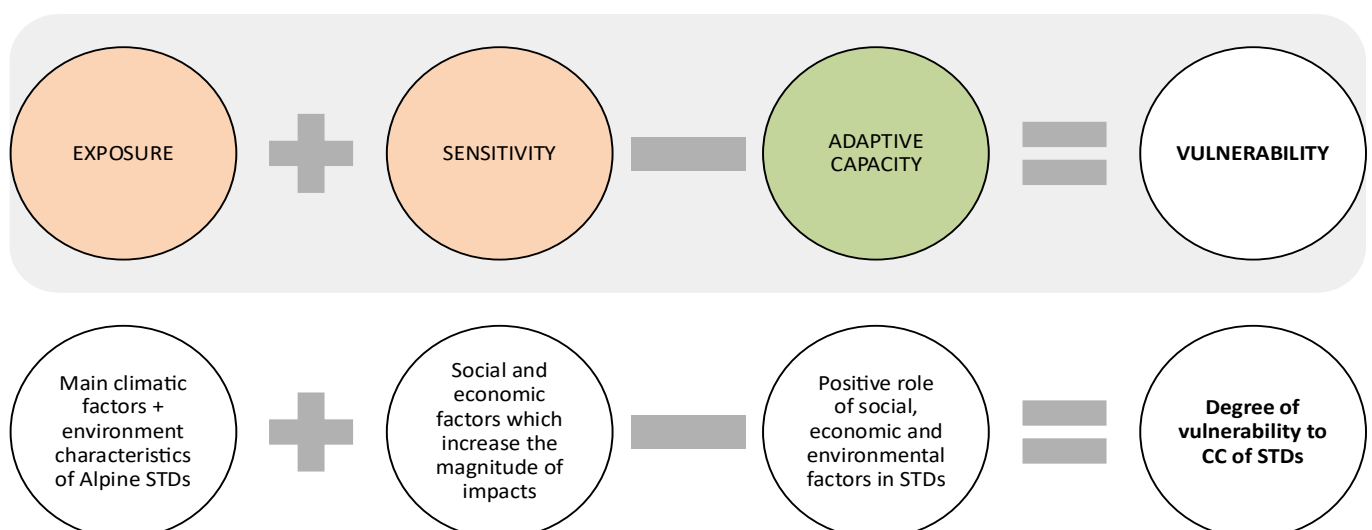 EXPOSURE
SENSITIVITY
ADAPTIVE
CAPACITY
VULNERABILITY
Main climatic
factors +
environment
characteristics
of Alpine STDs
Social and
economic
factors which
increase the
magnitude of
impacts
Positive role
of social,
economic and
environmental
factors in STDs
Degree of
vulnerability to
CC of STDs